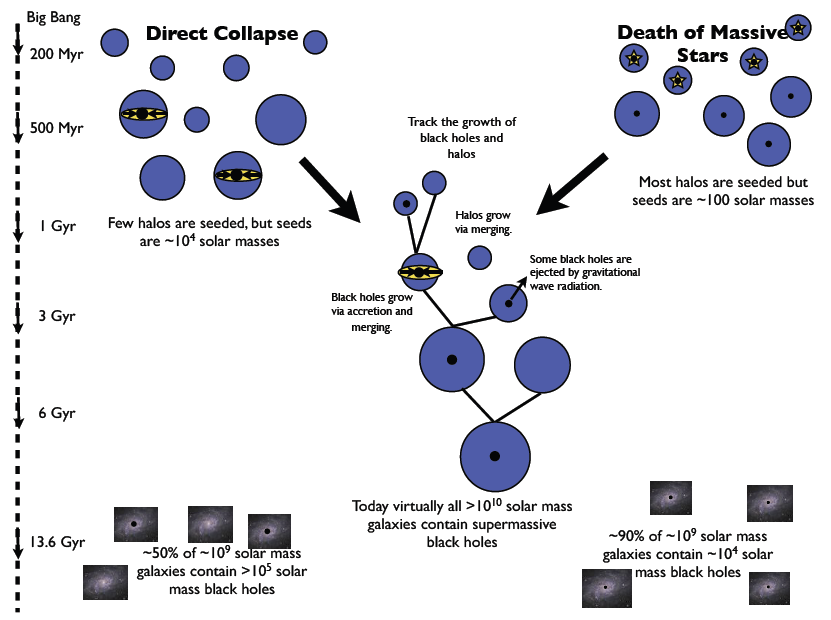 Big Bang
200 Myr
500 Myr
1 Gyr
3 Gyr
6 Gyr
13.6 Gyr
Direct Collapse
Few halos are seeded, but seeds
are ~10⁴ solar masses
Death of Massive
Stars
Most halos are seeded but
seeds are ~100 solar masses
Track the growth of
black holes and
halos
Halos grow
via merging.
Some black holes are
ejected by gravitational
wave radiation.
Black holes grow
via accretion and
merging.
Today virtually all >10¹⁰ solar mass
galaxies contain supermassive
black holes
~50% of ~10⁹ solar mass
galaxies contain >10⁵ solar
mass black holes
~90% of ~10⁹ solar mass
galaxies contain ~10⁴ solar
mass black holes